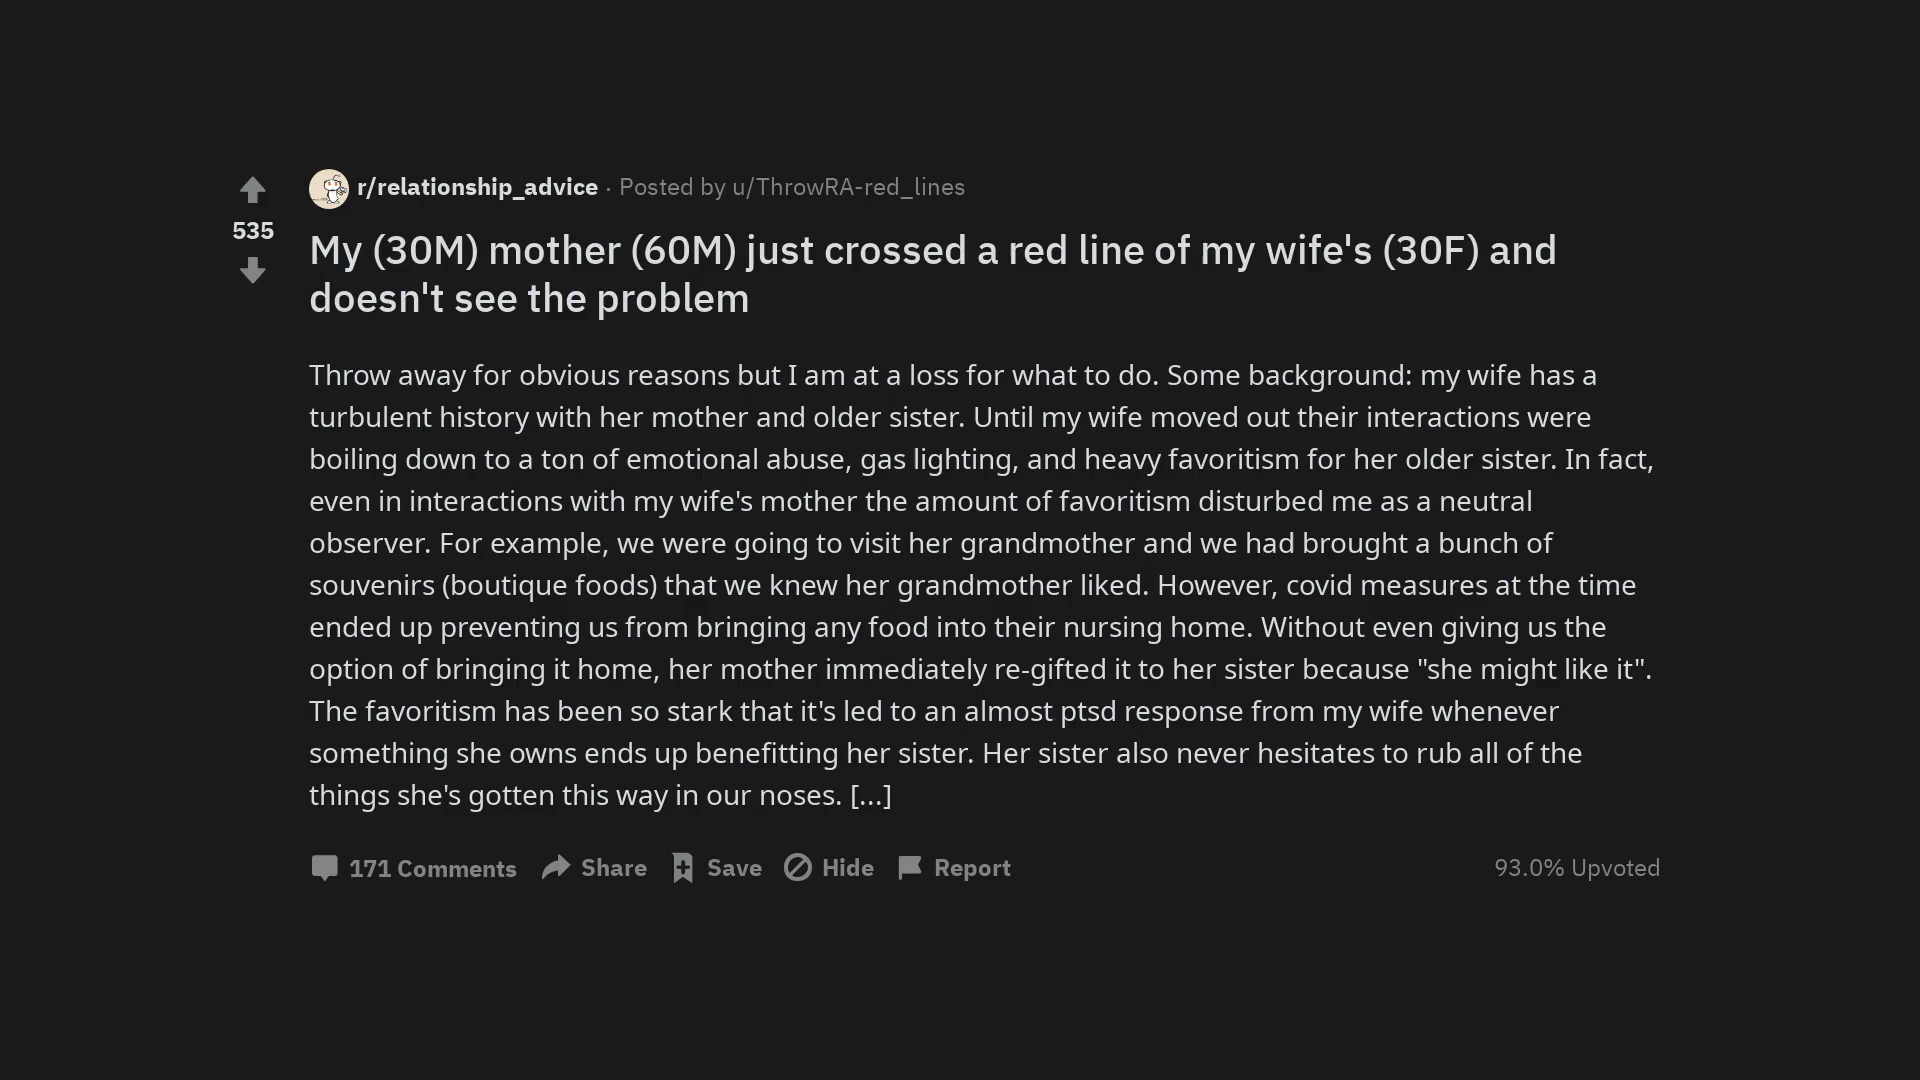 r/relationship_advice · Posted by u/ThrowRA-red_lines
535
My (30M) mother (60M) just crossed a red line of my wife's (30F) and
doesn't see the problem
Throw away for obvious reasons but I am at a loss for what to do. Some background: my wife has a
turbulent history with her mother and older sister. Until my wife moved out their interactions were
boiling down to a ton of emotional abuse, gas lighting, and heavy favoritism for her older sister. In fact,
even in interactions with my wife's mother the amount of favoritism disturbed me as a neutral
observer. For example, we were going to visit her grandmother and we had brought a bunch of
souvenirs (boutique foods) that we knew her grandmother liked. However, covid measures at the time
ended up preventing us from bringing any food into their nursing home. Without even giving us the
option of bringing it home, her mother immediately re-gifted it to her sister because "she might like it".
The favoritism has been so stark that it's led to an almost ptsd response from my wife whenever
something she owns ends up benefitting her sister. Her sister also never hesitates to rub all of the
things she's gotten this way in our noses. [...]
171 Comments Share Save Hide Report 93.0% Upvoted